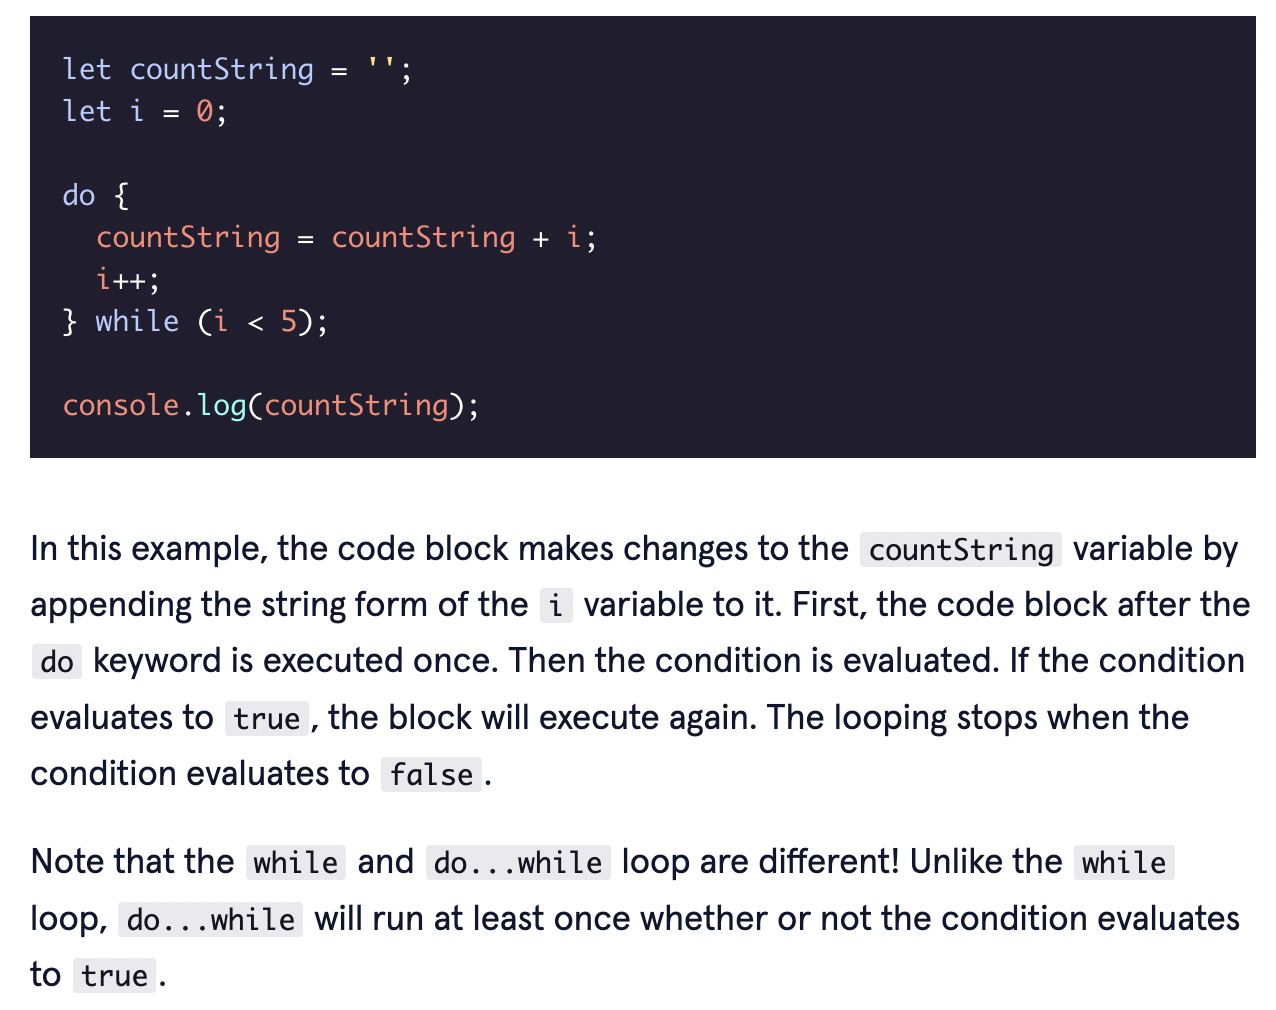 let countString = '';
let i = 0;
do {
  countString = countString + i;
  i++;
} while (i < 5);
console.log(countString);
In this example, the code block makes changes to the countString variable by
appending the string form of the i variable to it. First, the code block after the
do keyword is executed once. Then the condition is evaluated. If the condition
evaluates to true, the block will execute again. The looping stops when the
condition evaluates to false.
Note that the while and do...while loop are different! Unlike the while
loop, do...while will run at least once whether or not the condition evaluates
to true.